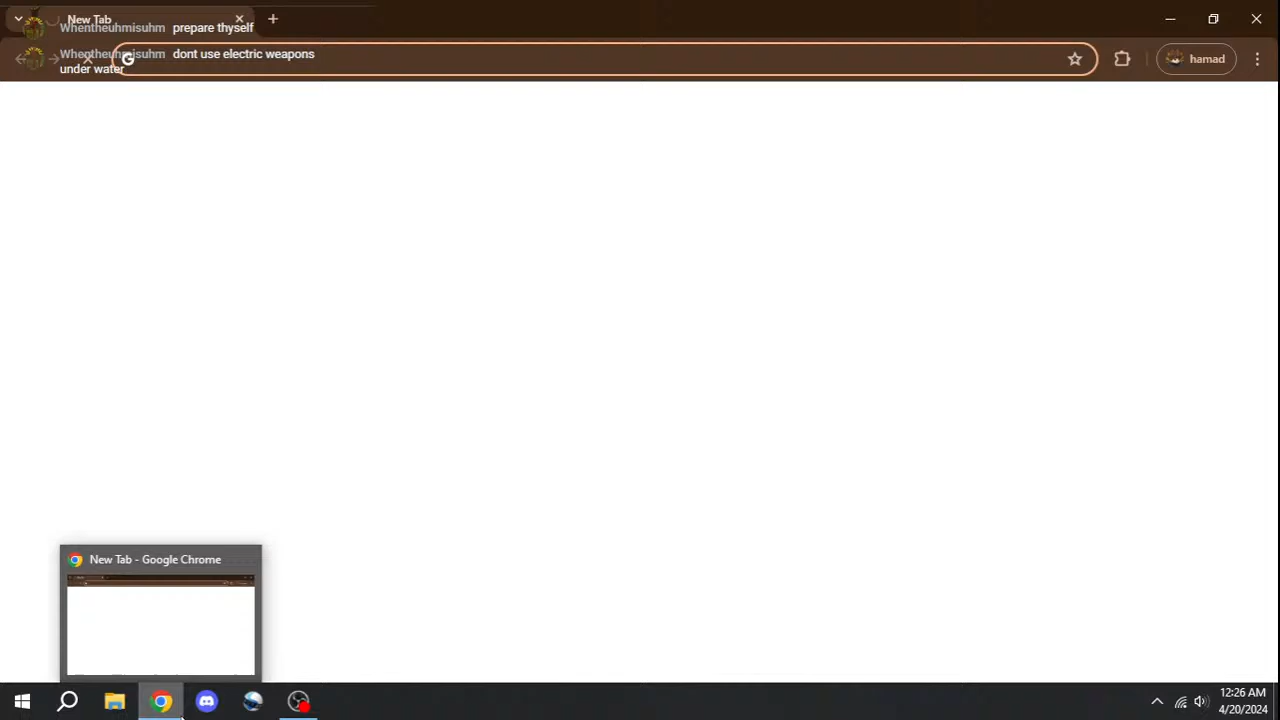 New Tab
Whentheuhmisuhm prepare thyself
Whentheuhmisuhm dont use electric weapons
under water
hamad
New Tab - Google Chrome
12:26 AM
4/20/2024